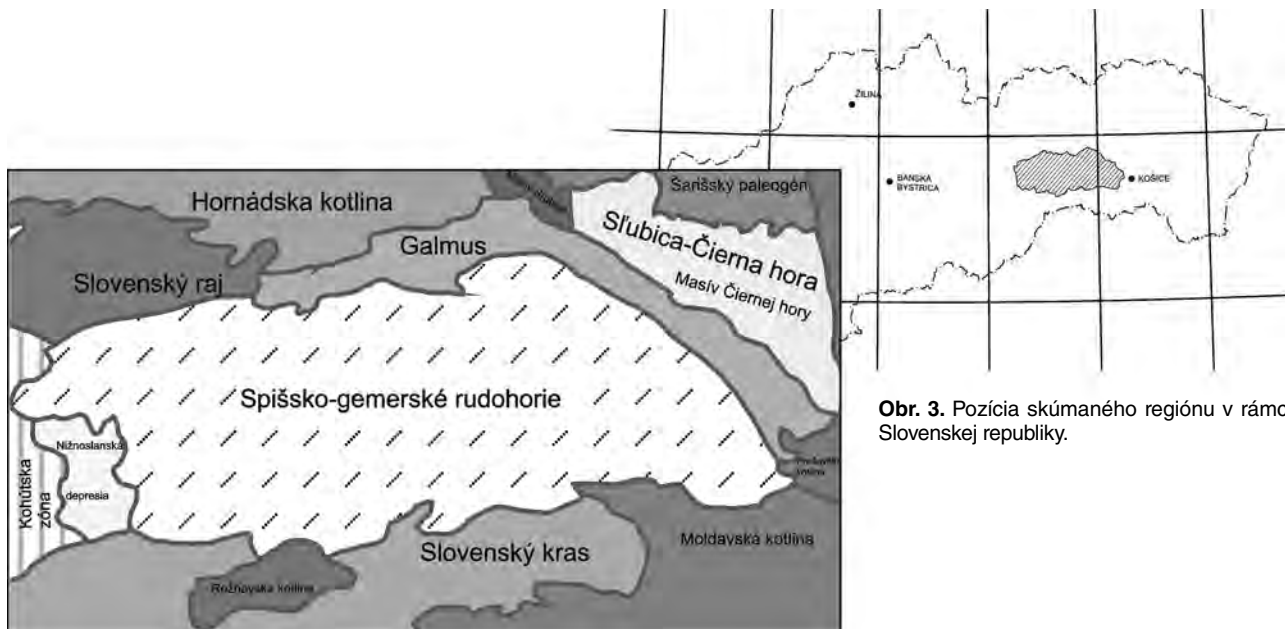 ŽILINA
BANSKÁ
BYSTRICA
KOŠICE
Hornádska kotlina
Šarišský paleogén
Galmus
Sľubica-Čierna hora
Slovenský raj
Masív Čiernej hory
Spišsko-gemerské rudohorie
Obr. 3. Pozícia skúmaného regiónu v rámc
Slovenskej republiky.
Nižnoslanská
depresia
Kohútska
zóna
kotlina
Moldavská kotlina
Slovenský kras
Rožňavská kotlina